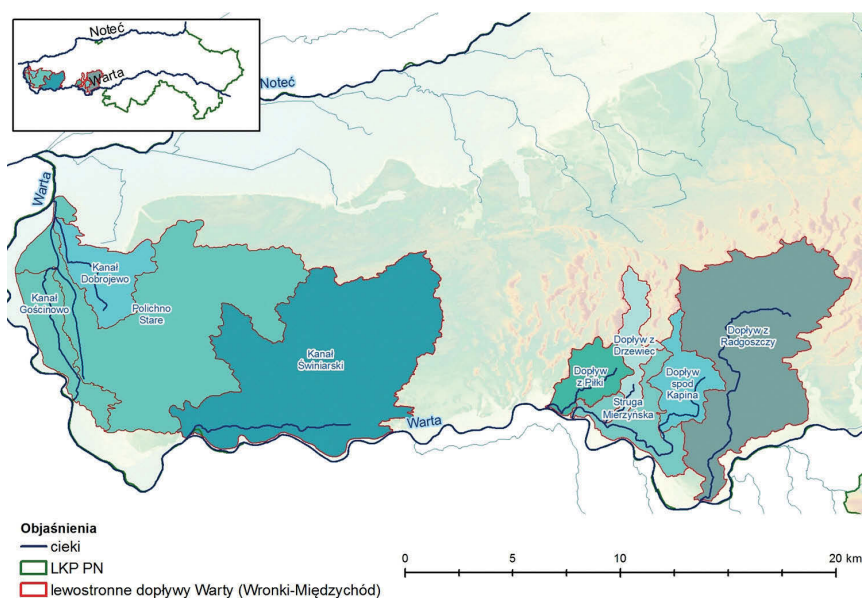 Noteć
Warta
Noteć
Warta
Kanał
Dobrojewo
Kanał
Gościnowo
Polichno
Stare
Kanał
Świniarski
Dopływ z
Drzewiec
Dopływ z
Radgoszczy
Dopływ
z Piłki
Dopływ
spod
Kapina
Struga
Mierzyńska
Warta
Objaśnienia
cieki
LKP PN
lewostronne dopływy Warty (Wronki-Międzychód)
0 5 10 20 km